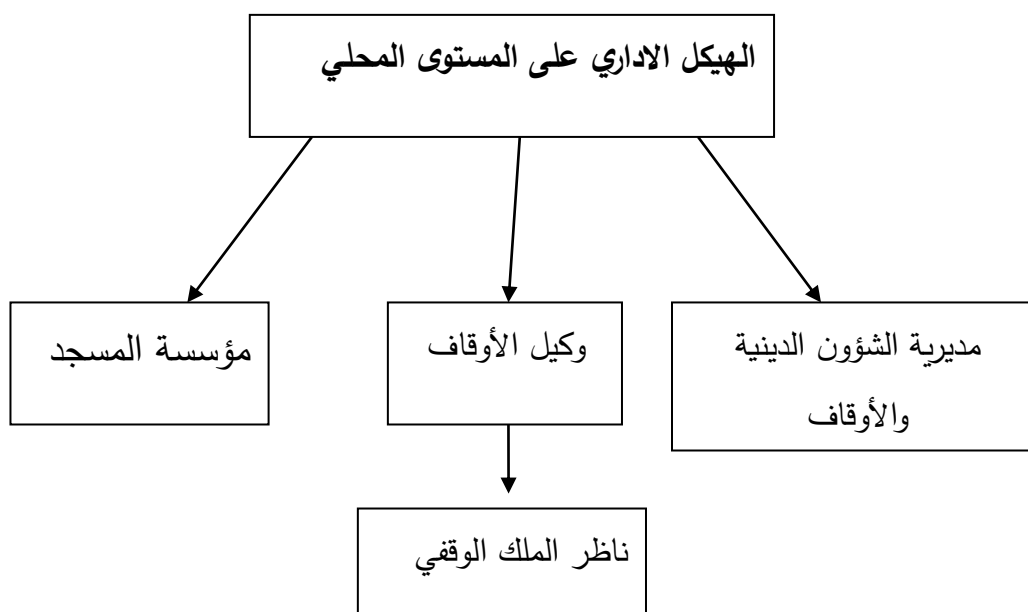 الهيكل الاداري على المستوى المحلي
مديرية الشؤون الدينية
والأوقاف
وكيل الأوقاف
مؤسسة المسجد
ناظر الملك الوقفي